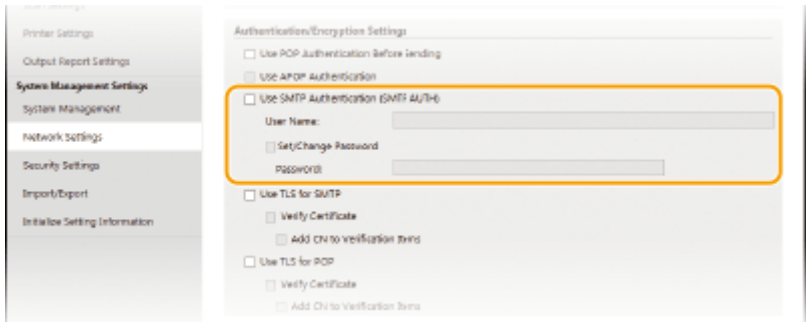 Printer Settings
Output Report Settings
System Management Settings
System Management
Network Settings
Security Settings
Import/Export
Initialize Setting Information
Authentication/Encryption Settings
Use POP Authentication Before Sending
Use APOP Authentication
Use SMTP Authentication (SMTP AUTH)
User Name:
Set/Change Password
Password:
Use TLS for SMTP
Verify Certificate
Add CN to Verification Items
Use TLS for POP
Verify Certificate
Add CN to Verification Items